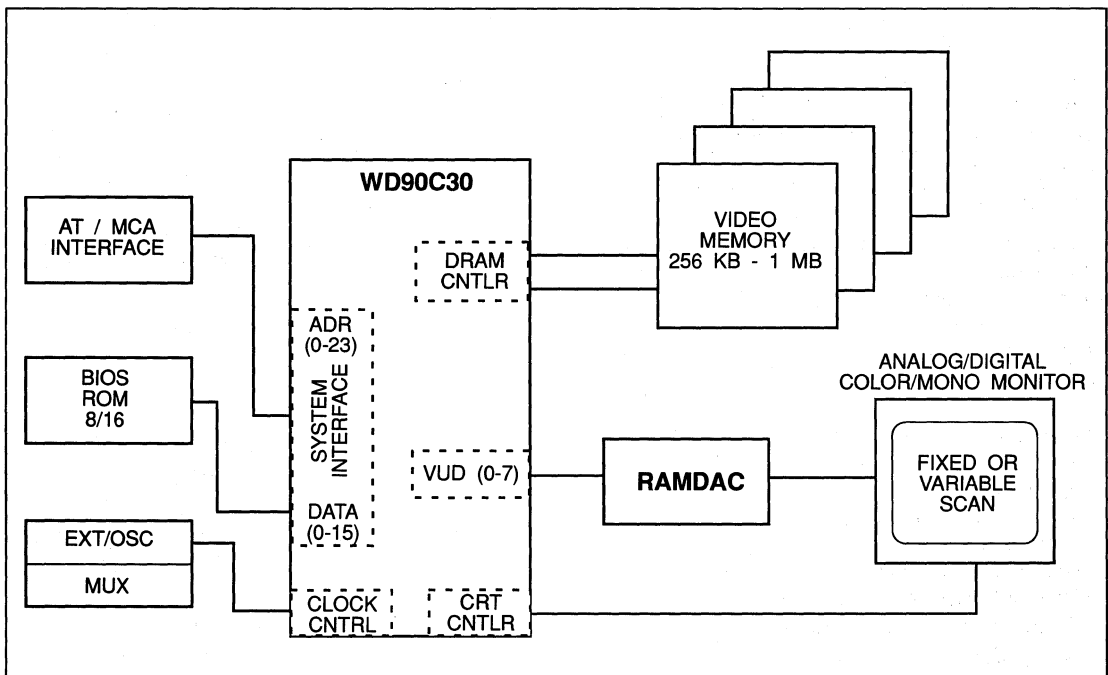 WD90C30
AT / MCA
INTERFACE
BIOS
ROM
8/16
EXT/OSC
MUX
ADR
(0-23)
SYSTEM
INTERFACE
DATA
(0-15)
CLOCK
CNTRL
DRAM
CNTLR
VUD (0-7)
CRT
CNTLR
VIDEO
MEMORY
256 KB - 1 MB
RAMDAC
ANALOG/DIGITAL
COLOR/MONO MONITOR
FIXED OR
VARIABLE
SCAN